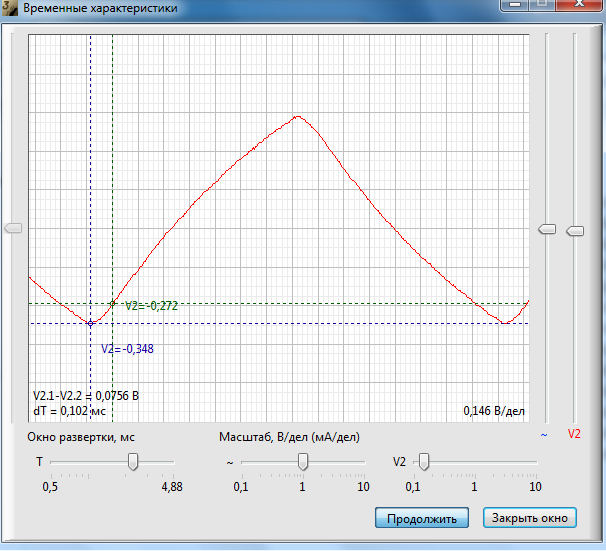 Временные характеристики
V2=-0,272
V2=-0,348
V2.1-V2.2 = 0,0756 В
dT = 0,102 мс
0,146 В/дел
~ V2
Окно развертки, мс
Масштаб, В/дел (мА/дел)
T ~ V2
0,5 4,88 0,1 1 10 0,1 1 10
Продолжить Закрыть окно